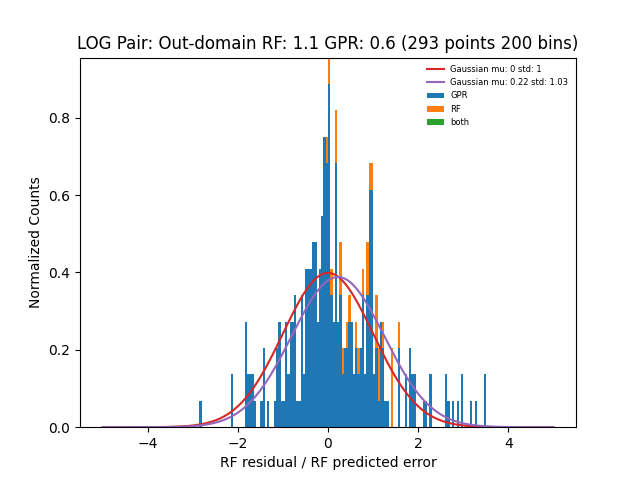 LOG Pair: Out-domain RF: 1.1 GPR: 0.6 (293 points 200 bins)
Gaussian mu: 0 std: 1
Gaussian mu: 0.22 std: 1.03
GPR
RF
both
Normalized Counts
0.8
0.6
0.4
0.2
0.0
−4
−2
0
2
4
RF residual / RF predicted error